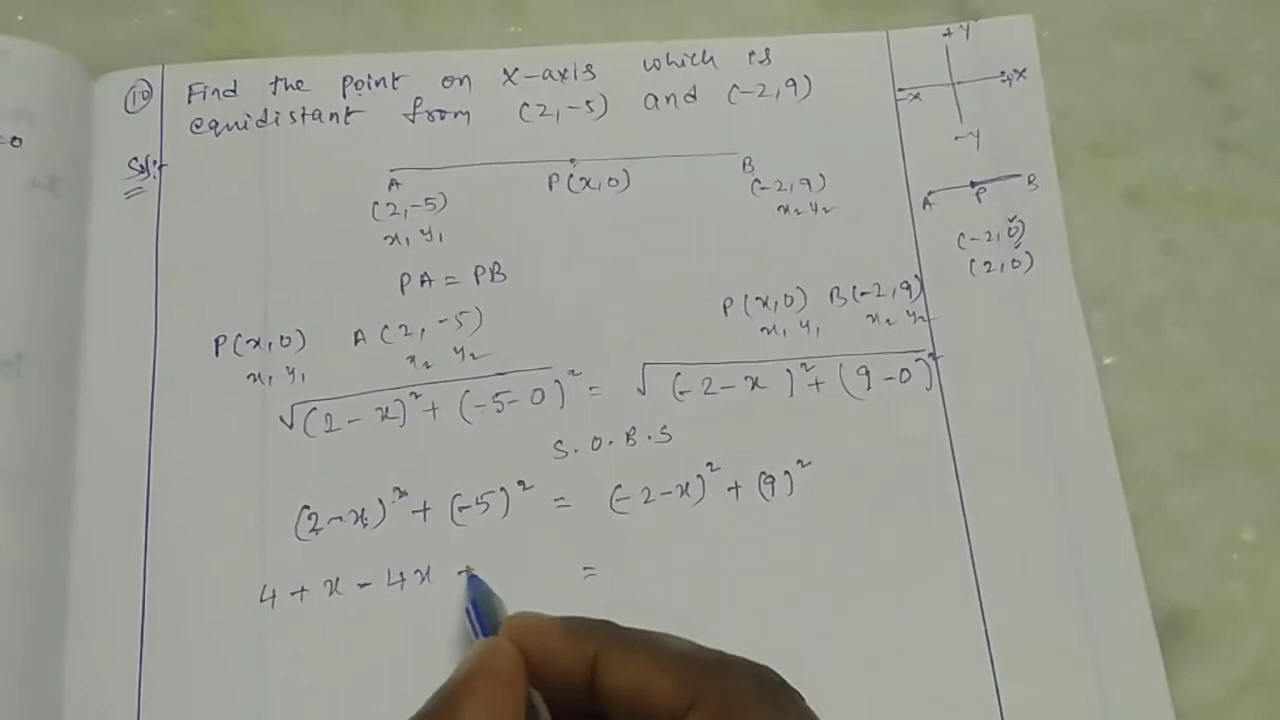 (10) Find the point on x-axis which is
equidistant from (2,-5) and (-2,9)
Sol:-
A P(x,0) B
(2,-5) (-2,9)
x₁ y₁ x₂ y₂
PA = PB
P(x,0) A(2,-5) P(x,0) B(-2,9)
x₁ y₁ x₂ y₂ x₁ y₁ x₂ y₂
√(2-x)²+(-5-0)² = √(-2-x)²+(9-0)²
S.O.B.S
(2-x)²+(-5)² = (-2-x)²+(9)²
4+x-4x + =
+Y
-X +X
-Y
A P B
(-2,0)
(2,0)
=0